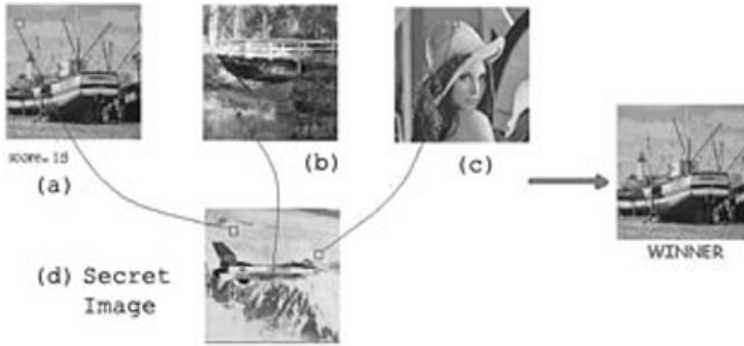 score= 15
(a)
(b)
(c)
WINNER
(d) Secret
Image